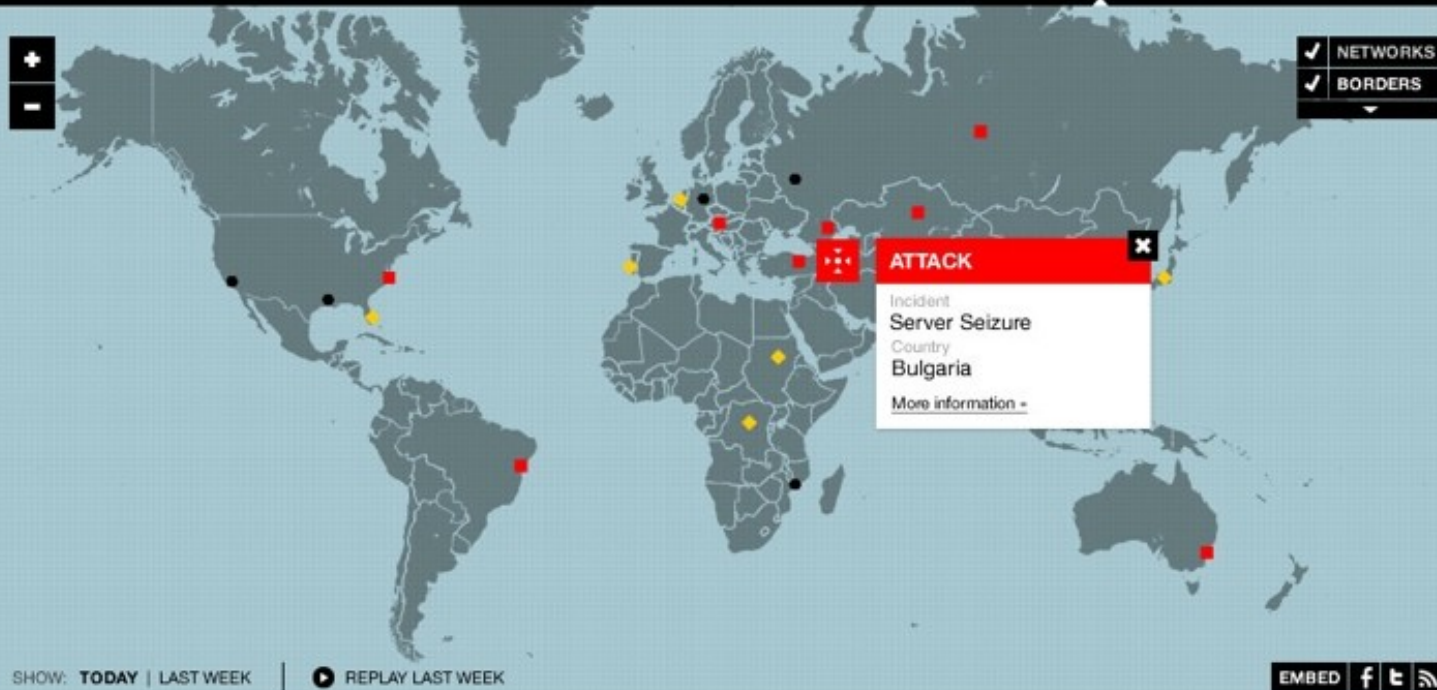 NETWORKS
BORDERS
ATTACK
Incident
Server Seizure
Country
Bulgaria
More information -
SHOW: TODAY | LAST WEEK
REPLAY LAST WEEK
EMBED